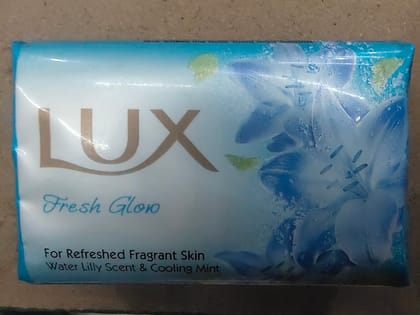 LUX
Fresh Glow
For Refreshed Fragrant Skin
Water Lilly Scent & Cooling Mint